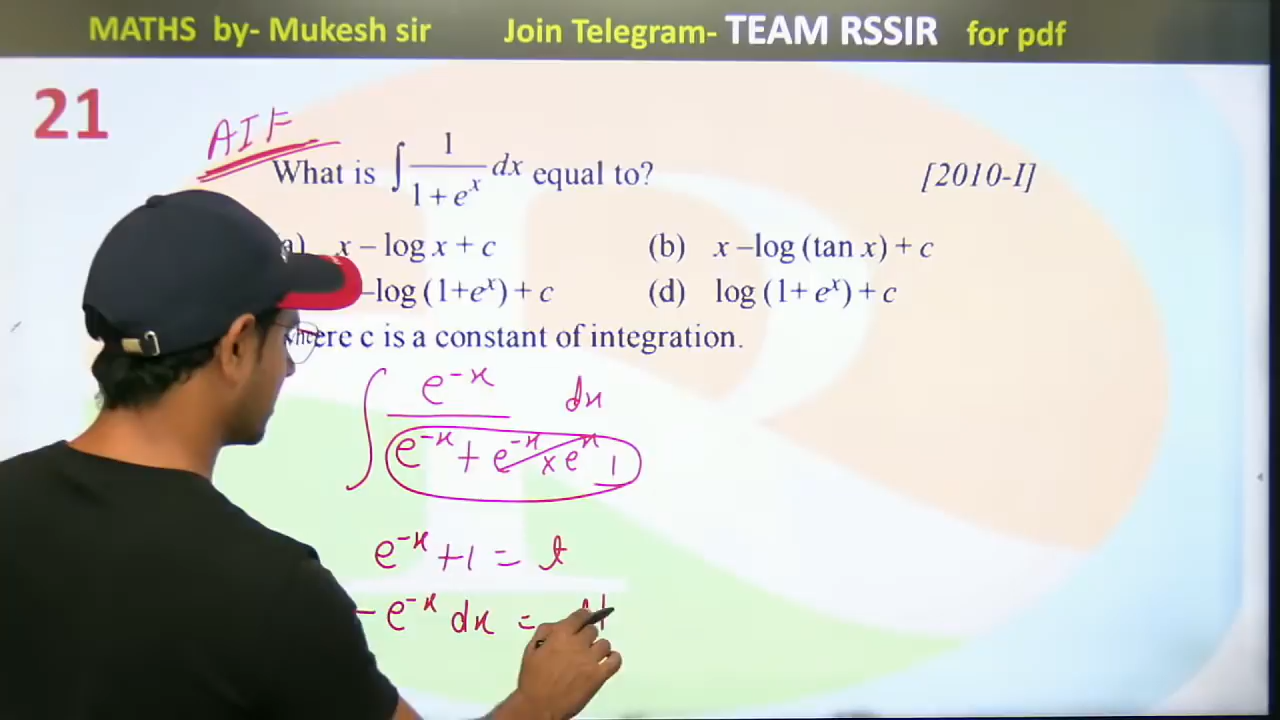 MATHS by- Mukesh sir Join Telegram- TEAM RSSIR for pdf
21
AIF
What is ∫ 1/(1 + e^x) dx equal to? [2010-I]
a) x – log x + c (b) x –log (tan x) + c
–log (1+e^x) + c (d) log (1+ e^x) + c
where c is a constant of integration.
∫ e^-x / (e^-x + e^-x × e^x 1) dx
e^-x + 1 = t
- e^-x dx =